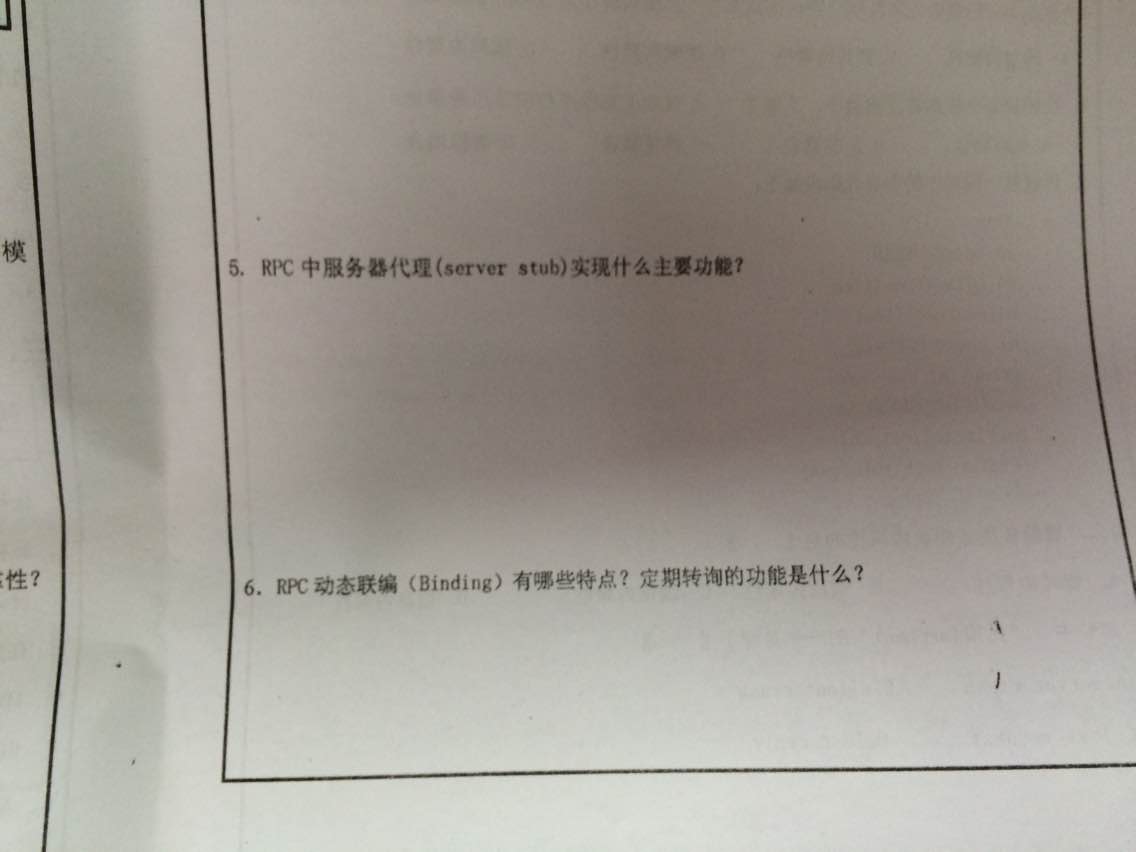 模
5. RPC 中服务器代理(server stub)实现什么主要功能?
6. RPC 动态联编（Binding）有哪些特点? 定期转询的功能是什么?
性?